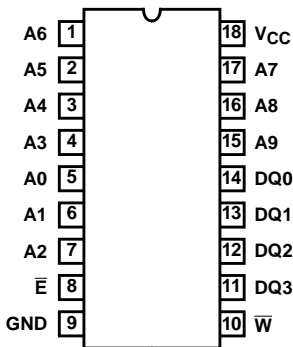 A6 1 18 VCC
A5 2 17 A7
A4 3 16 A8
A3 4 15 A9
A0 5 14 DQ0
A1 6 13 DQ1
A2 7 12 DQ2
E̅ 8 11 DQ3
GND 9 10 W̅